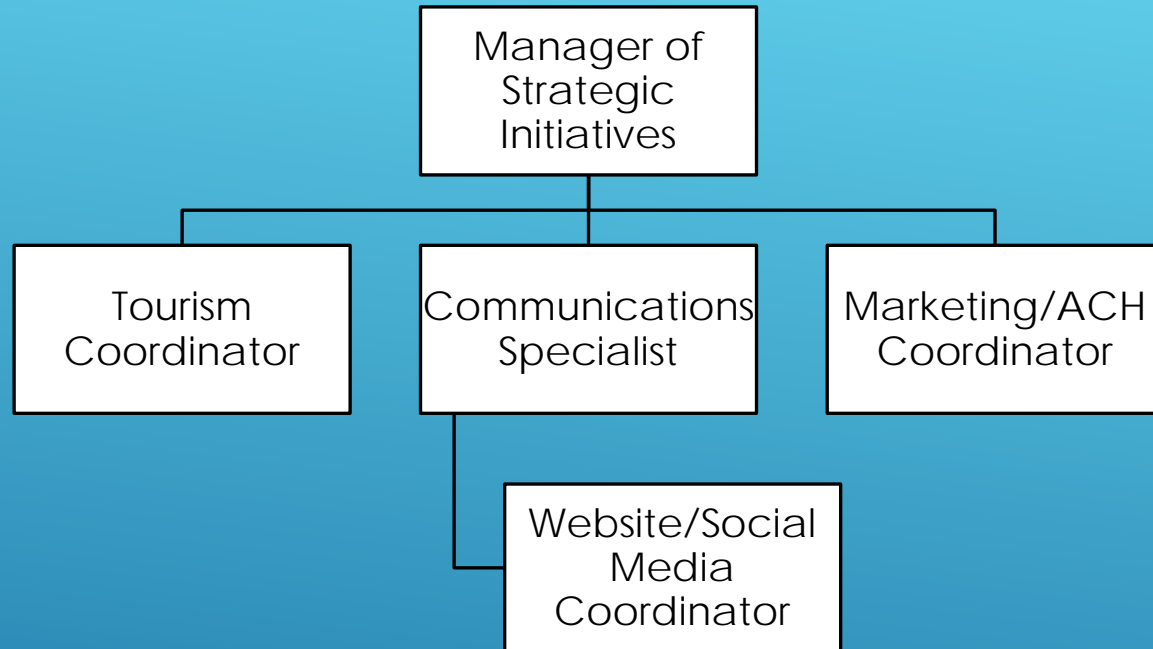 Manager of
Strategic
Initiatives
Tourism
Coordinator
Communications
Specialist
Marketing/ACH
Coordinator
Website/Social
Media
Coordinator